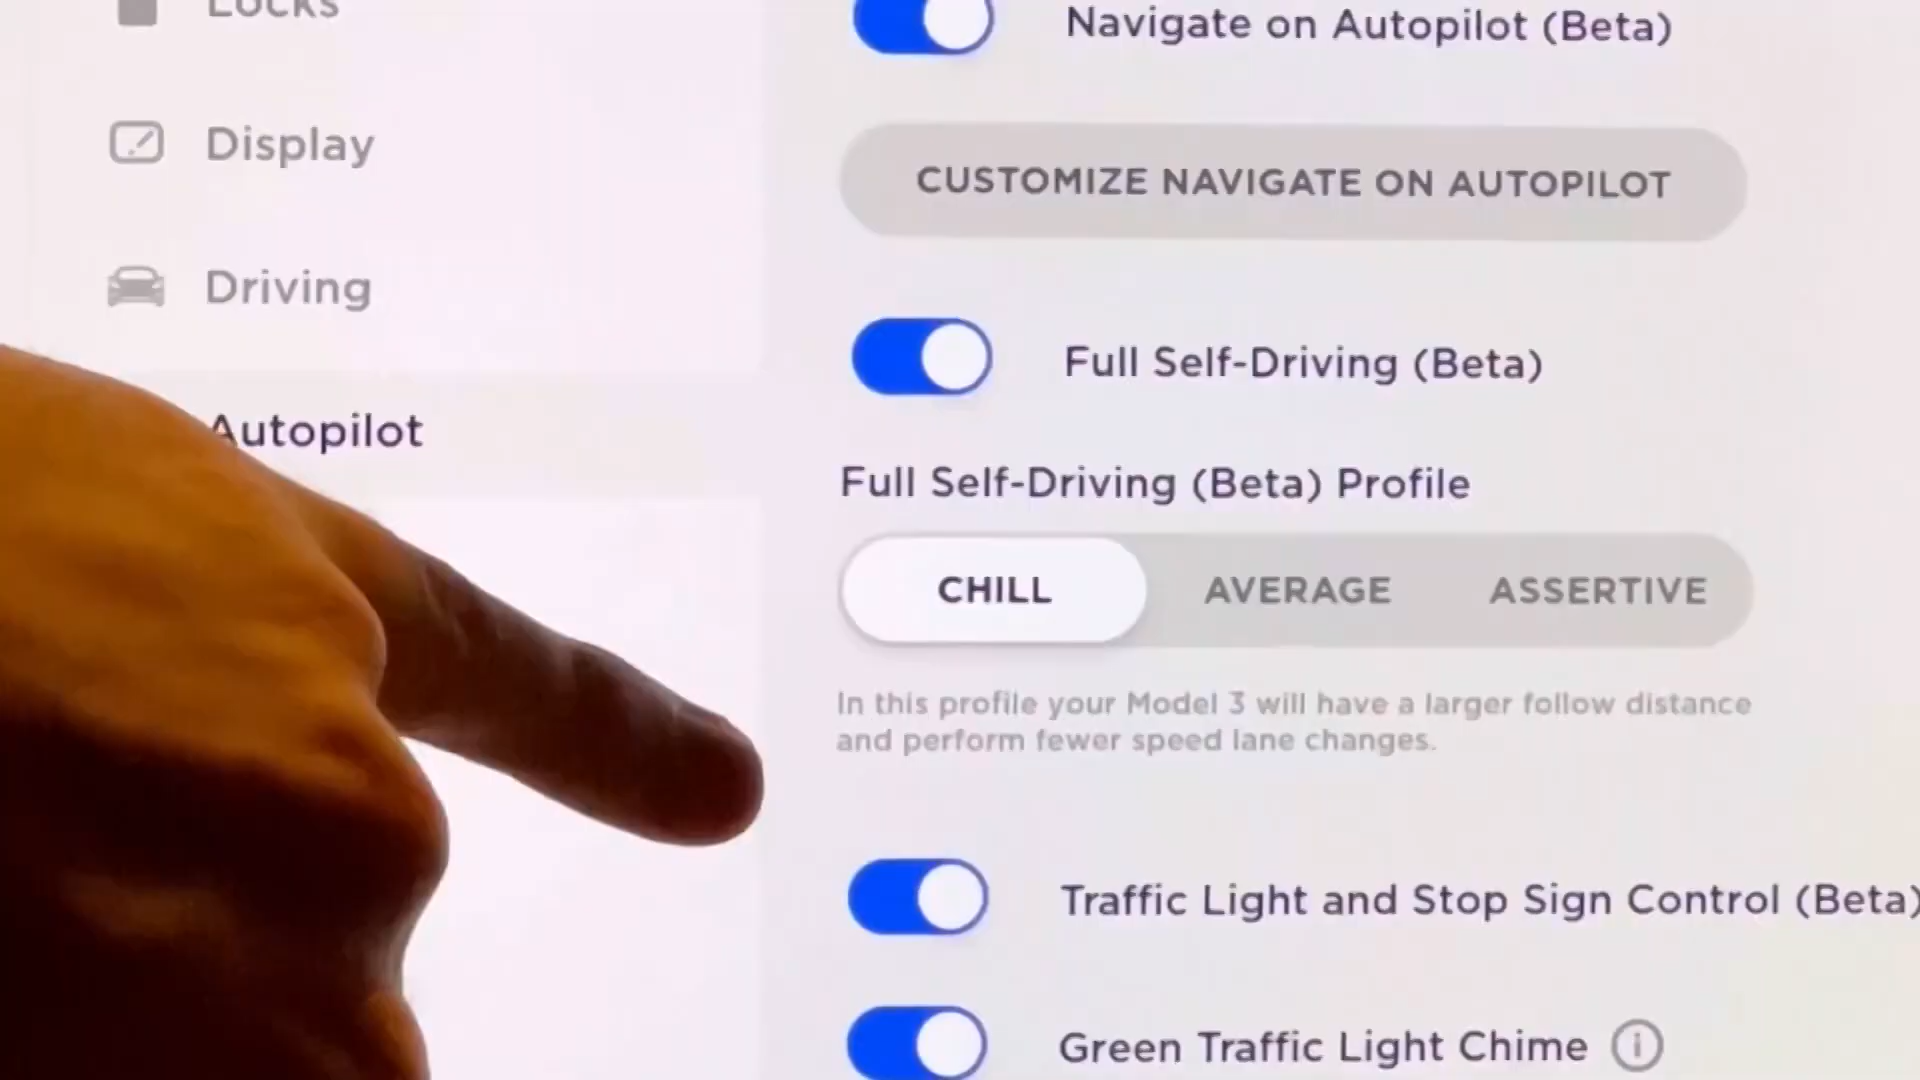 Locks
Display
Driving
Autopilot
Navigate on Autopilot (Beta)
CUSTOMIZE NAVIGATE ON AUTOPILOT
Full Self-Driving (Beta)
Full Self-Driving (Beta) Profile
CHILL AVERAGE ASSERTIVE
In this profile your Model 3 will have a larger follow distance
and perform fewer speed lane changes.
Traffic Light and Stop Sign Control (Beta)
Green Traffic Light Chime